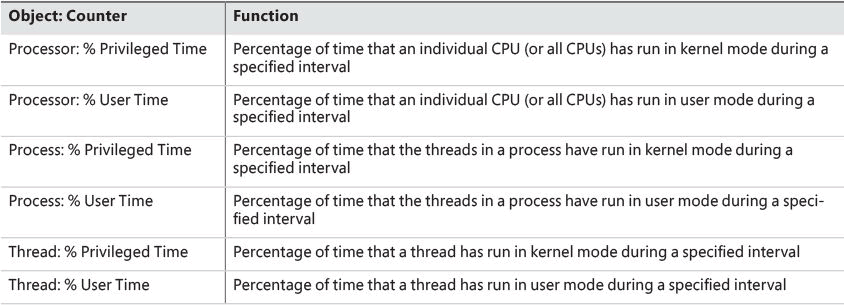 Object: Counter Function
Processor: % Privileged Time Percentage of time that an individual CPU (or all CPUs) has run in kernel mode during a
specified interval
Processor: % User Time Percentage of time that an individual CPU (or all CPUs) has run in user mode during a
specified interval
Process: % Privileged Time Percentage of time that the threads in a process have run in kernel mode during a
specified interval
Process: % User Time Percentage of time that the threads in a process have run in user mode during a speci-
fied interval
Thread: % Privileged Time Percentage of time that a thread has run in kernel mode during a specified interval
Thread: % User Time Percentage of time that a thread has run in user mode during a specified interval